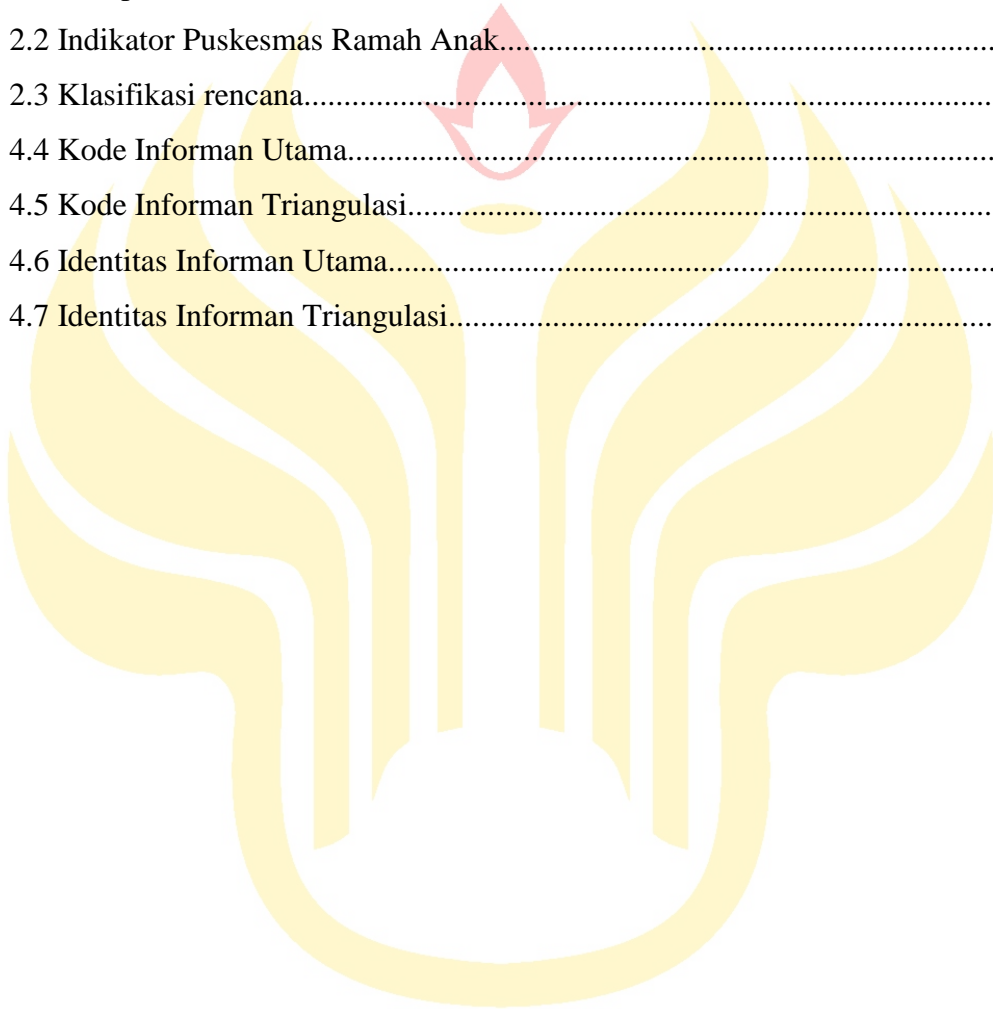 2.2 Indikator Puskesmas Ramah Anak..........................................................................
2.3 Klasifikasi rencana....................................................................................................
4.4 Kode Informan Utama..............................................................................................
4.5 Kode Informan Triangulasi......................................................................................
4.6 Identitas Informan Utama........................................................................................
4.7 Identitas Informan Triangulasi................................................................................